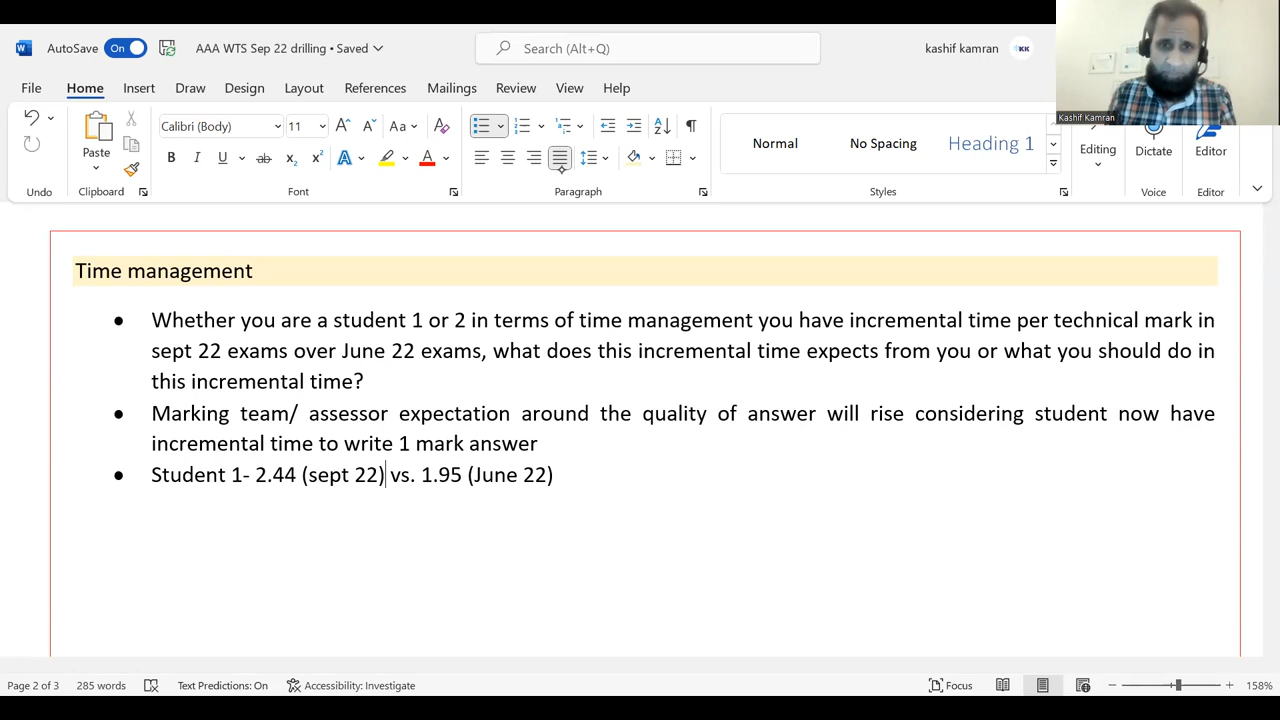 AutoSave On AAA WTS Sep 22 drilling • Saved Search (Alt+Q) kashif kamran KK
File Home Insert Draw Design Layout References Mailings Review View Help
Kashif Kamran
Paste Calibri (Body) 11 Aa Normal No Spacing Heading 1 Editing Dictate Editor
Undo Clipboard Font Paragraph Styles Voice Editor
Time management
• Whether you are a student 1 or 2 in terms of time management you have incremental time per technical mark in
sept 22 exams over June 22 exams, what does this incremental time expects from you or what you should do in
this incremental time?
• Marking team/ assessor expectation around the quality of answer will rise considering student now have
incremental time to write 1 mark answer
• Student 1- 2.44 (sept 22) vs. 1.95 (June 22)
Page 2 of 3 285 words Text Predictions: On Accessibility: Investigate Focus 158%